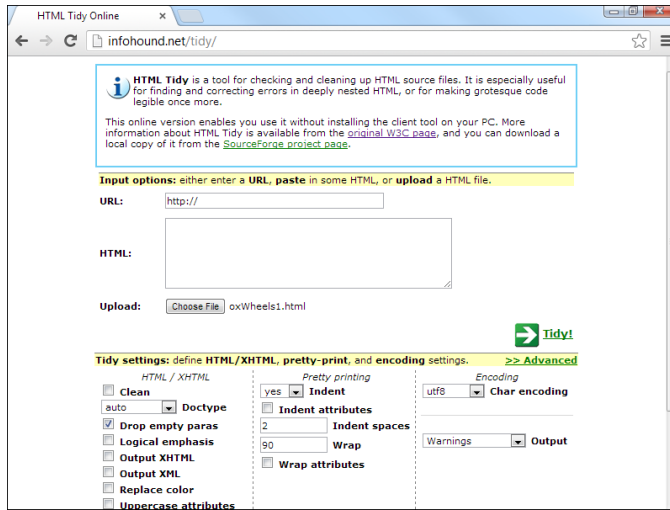 HTML Tidy Online
infohound.net/tidy/
HTML Tidy is a tool for checking and cleaning up HTML source files. It is especially useful
for finding and correcting errors in deeply nested HTML, or for making grotesque code
legible once more.
This online version enables you use it without installing the client tool on your PC. More
information about HTML Tidy is available from the original W3C page, and you can download a
local copy of it from the SourceForge project page.
Input options: either enter a URL, paste in some HTML, or upload a HTML file.
URL: http://
HTML:
Upload: Choose File oxWheels1.html
Tidy!
Tidy settings: define HTML/XHTML, pretty-print, and encoding settings. >> Advanced
HTML / XHTML
Clean
auto Doctype
Drop empty paras
Logical emphasis
Output XHTML
Output XML
Replace color
Uppercase attributes
Pretty printing
yes Indent
Indent attributes
2 Indent spaces
90 Wrap
Wrap attributes
Encoding
utf8 Char encoding
Warnings Output